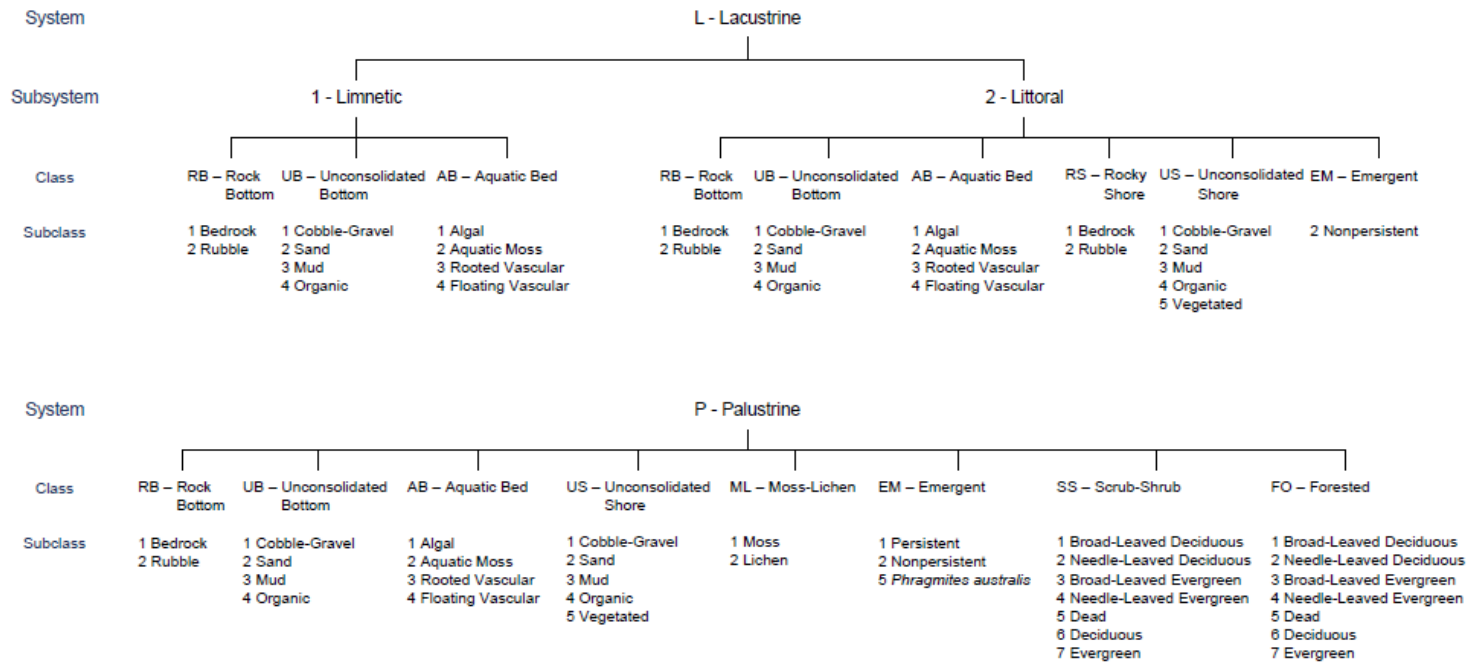 System
L - Lacustrine
Subsystem
1 - Limnetic
2 - Littoral
Class
RB – Rock
Bottom
UB – Unconsolidated
Bottom
AB – Aquatic Bed
RB – Rock
Bottom
UB – Unconsolidated
Bottom
AB – Aquatic Bed
RS – Rocky
Shore
US – Unconsolidated
Shore
EM – Emergent
Subclass
1 Bedrock
2 Rubble
1 Cobble-Gravel
2 Sand
3 Mud
4 Organic
1 Algal
2 Aquatic Moss
3 Rooted Vascular
4 Floating Vascular
1 Bedrock
2 Rubble
1 Cobble-Gravel
2 Sand
3 Mud
4 Organic
1 Algal
2 Aquatic Moss
3 Rooted Vascular
4 Floating Vascular
1 Bedrock
2 Rubble
1 Cobble-Gravel
2 Sand
3 Mud
4 Organic
5 Vegetated
2 Nonpersistent
System
P - Palustrine
Class
RB – Rock
Bottom
UB – Unconsolidated
Bottom
AB – Aquatic Bed
US – Unconsolidated
Shore
ML – Moss-Lichen
EM – Emergent
SS – Scrub-Shrub
FO – Forested
Subclass
1 Bedrock
2 Rubble
1 Cobble-Gravel
2 Sand
3 Mud
4 Organic
1 Algal
2 Aquatic Moss
3 Rooted Vascular
4 Floating Vascular
1 Cobble-Gravel
2 Sand
3 Mud
4 Organic
5 Vegetated
1 Moss
2 Lichen
1 Persistent
2 Nonpersistent
5 Phragmites australis
1 Broad-Leaved Deciduous
2 Needle-Leaved Deciduous
3 Broad-Leaved Evergreen
4 Needle-Leaved Evergreen
5 Dead
6 Deciduous
7 Evergreen
1 Broad-Leaved Deciduous
2 Needle-Leaved Deciduous
3 Broad-Leaved Evergreen
4 Needle-Leaved Evergreen
5 Dead
6 Deciduous
7 Evergreen